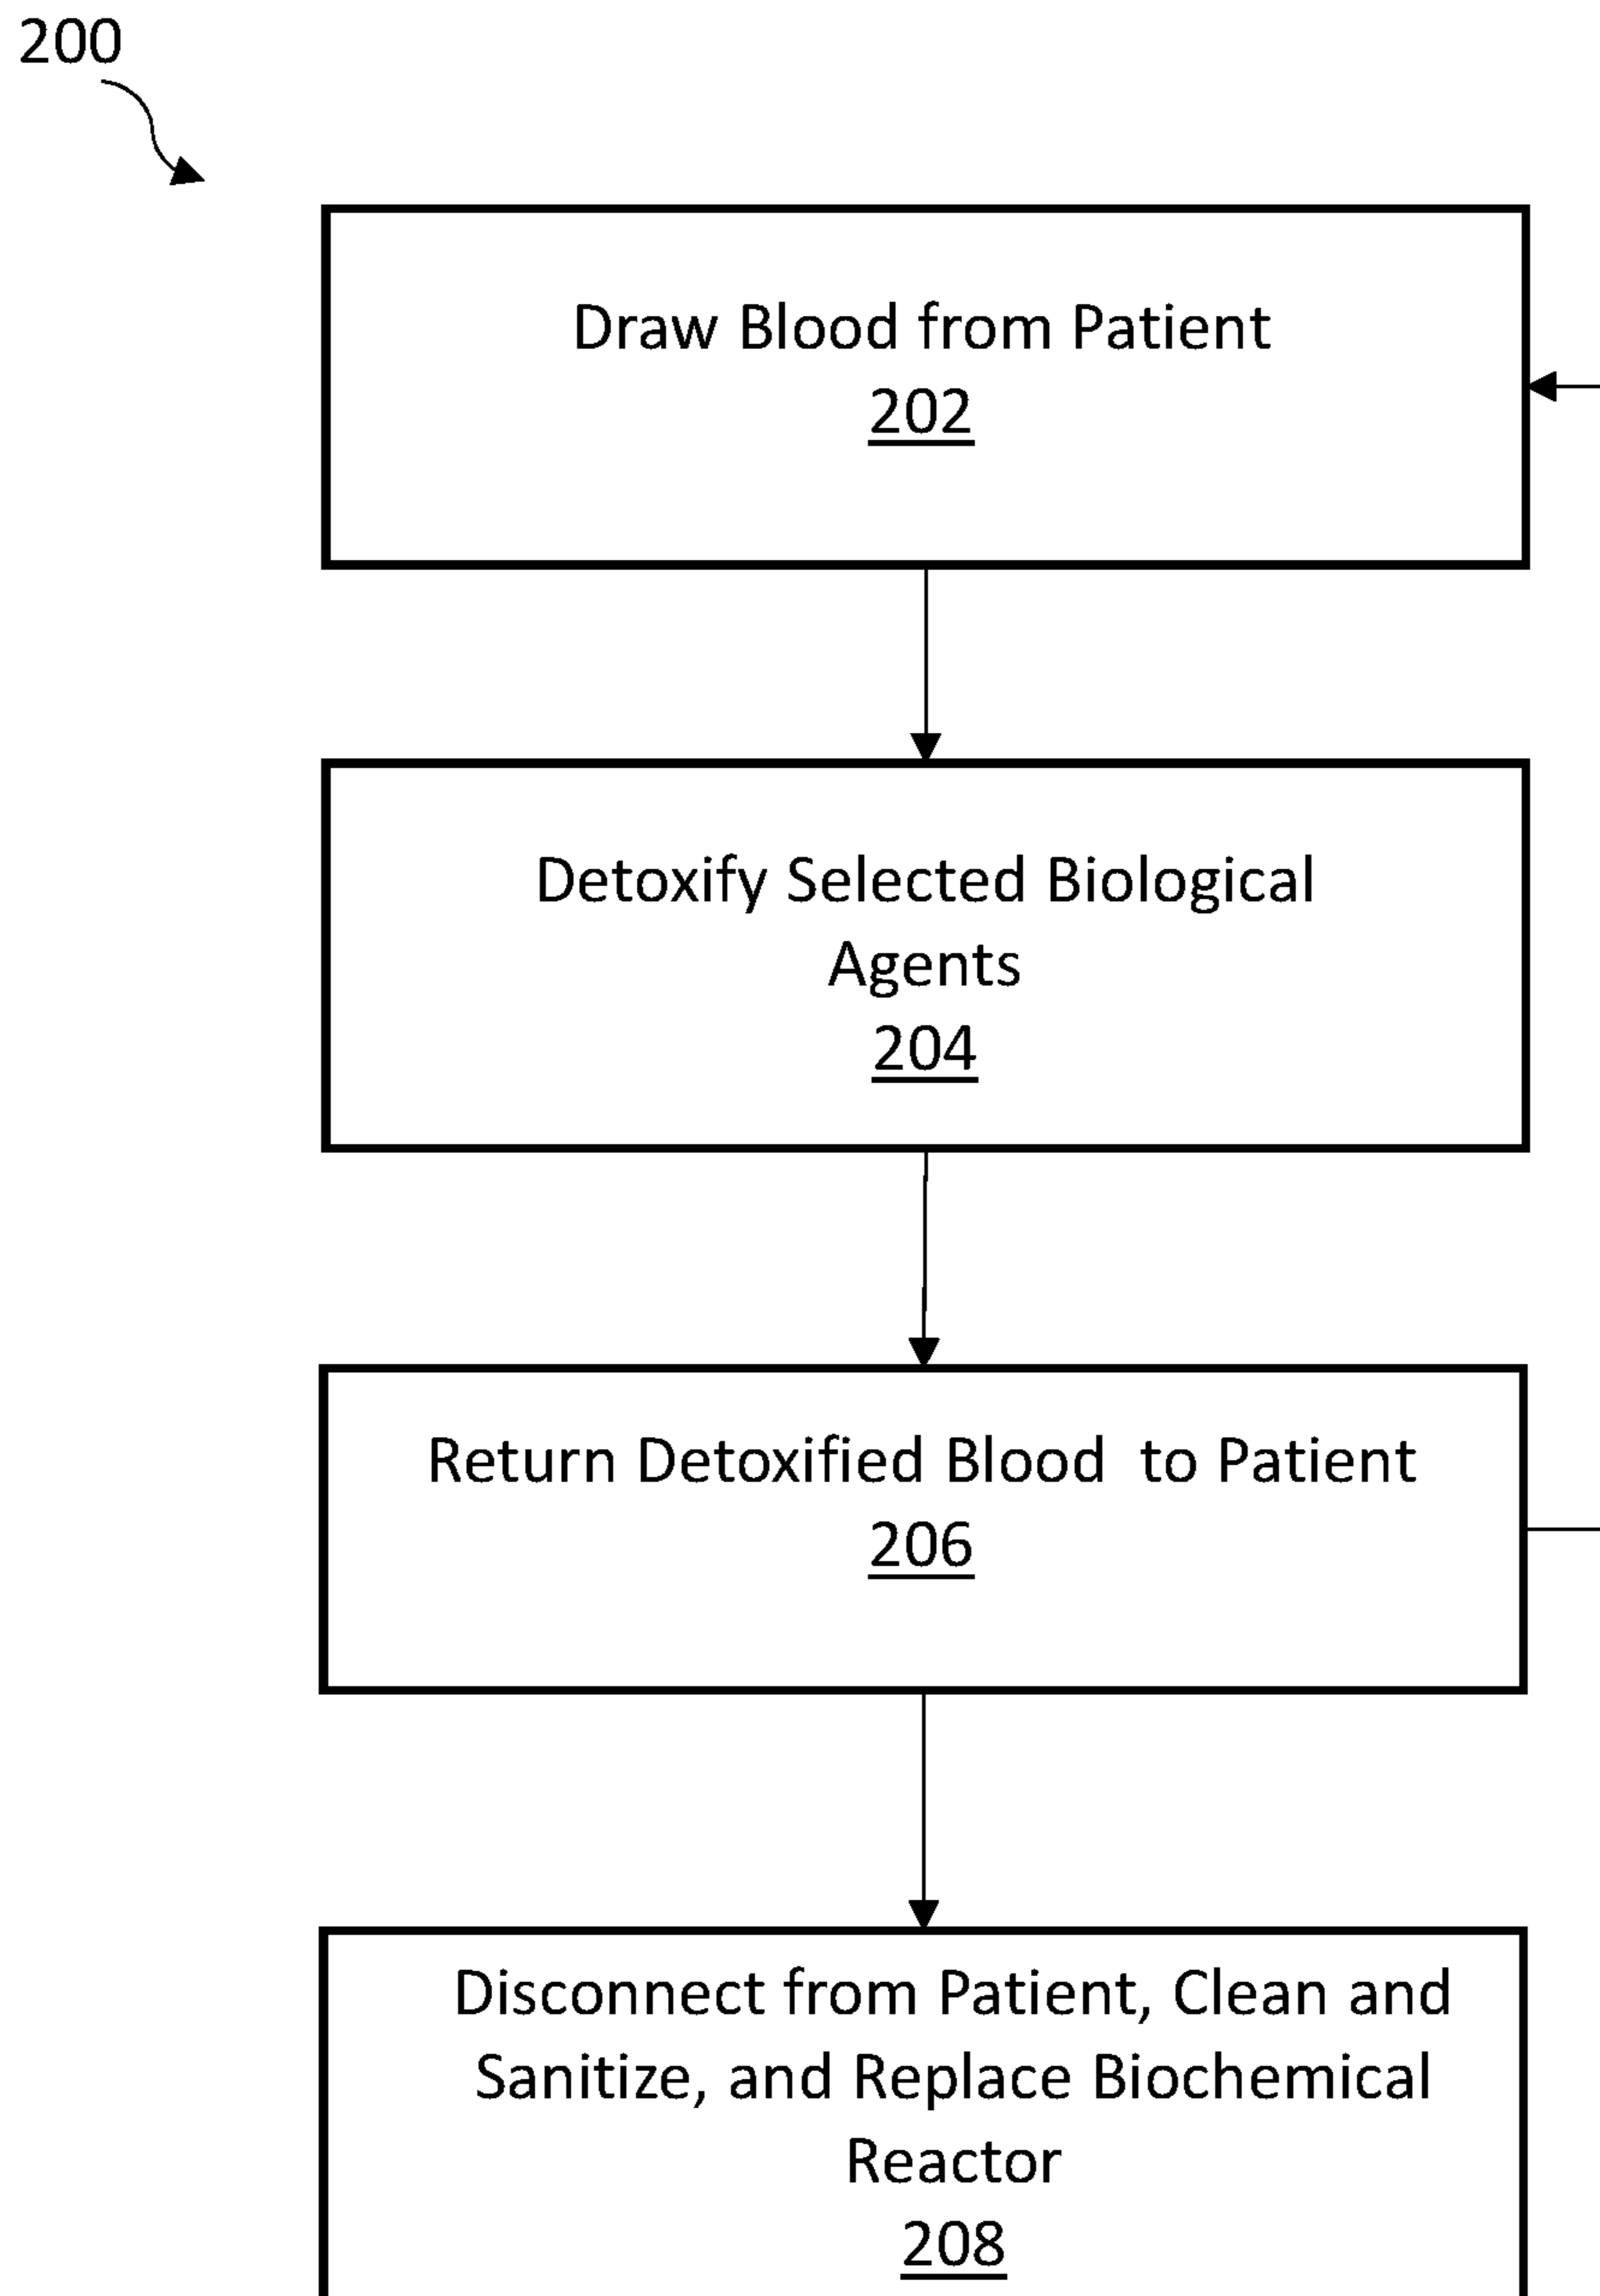 200
Draw Blood from Patient
202
Detoxify Selected Biological
Agents
204
Return Detoxified Blood to Patient
206
Disconnect from Patient, Clean and
Sanitize, and Replace Biochemical
Reactor
208